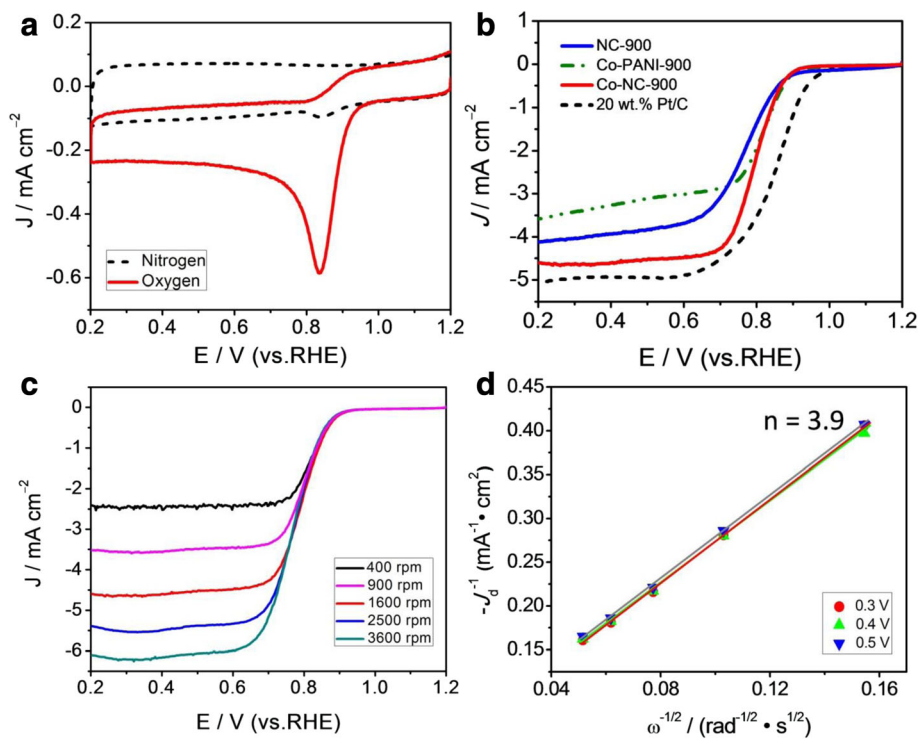 a
0.2
0.0
-0.2
-0.4
-0.6
J / mA cm⁻²
Nitrogen
Oxygen
0.2 0.4 0.6 0.8 1.0 1.2
E / V (vs.RHE)
b
NC-900
Co-PANI-900
Co-NC-900
20 wt.% Pt/C
0
-1
-2
-3
-4
-5
J / mA cm⁻²
0.2 0.4 0.6 0.8 1.0 1.2
E / V (vs.RHE)
c
0
-1
-2
-3
-4
-5
-6
J / mA cm⁻²
400 rpm
900 rpm
1600 rpm
2500 rpm
3600 rpm
0.2 0.4 0.6 0.8 1.0 1.2
E / V (vs.RHE)
d
n = 3.9
0.45
0.40
0.35
0.30
0.25
0.20
0.15
-J_d⁻¹ (mA⁻¹•cm²)
0.3 V
0.4 V
0.5 V
0.04 0.08 0.12 0.16
ω⁻¹ᐟ² / (rad⁻¹ᐟ² • s¹ᐟ²)